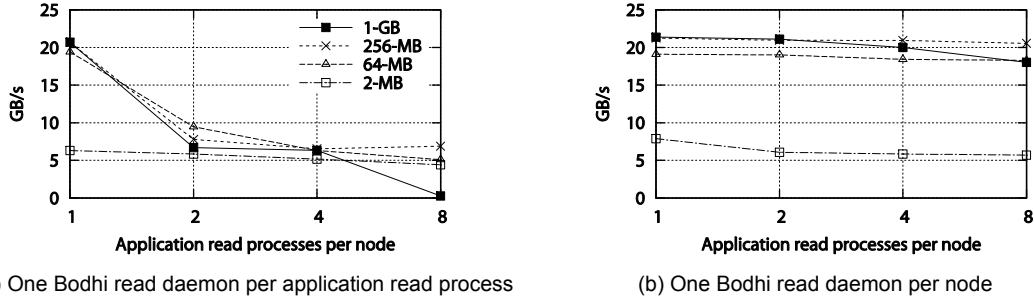 25
20
15
10
5
0
GB/s
1-GB
256-MB
64-MB
2-MB
1 2 4 8
Application read processes per node
One Bodhi read daemon per application read process
25
20
15
10
5
0
GB/s
1 2 4 8
Application read processes per node
(b) One Bodhi read daemon per node